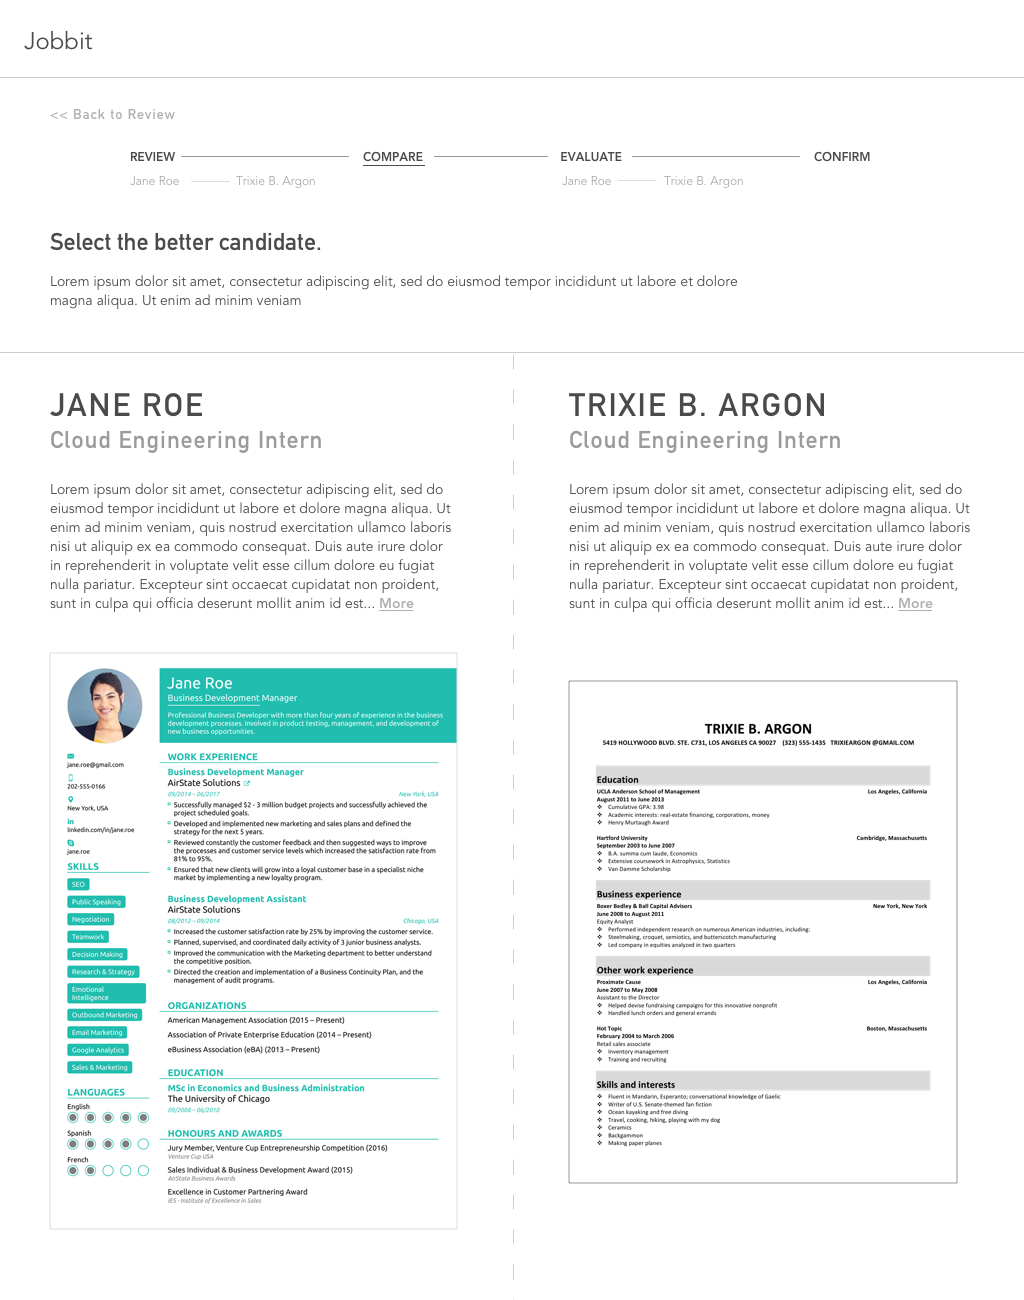 Jobbit
<< Back to Review
REVIEW COMPARE EVALUATE CONFIRM
Jane Roe Trixie B. Argon Jane Roe Trixie B. Argon
Select the better candidate.
Lorem ipsum dolor sit amet, consectetur adipiscing elit, sed do eiusmod tempor incididunt ut labore et dolore
magna aliqua. Ut enim ad minim veniam
JANE ROE
Cloud Engineering Intern
Lorem ipsum dolor sit amet, consectetur adipiscing elit, sed do
eiusmod tempor incididunt ut labore et dolore magna aliqua. Ut
enim ad minim veniam, quis nostrud exercitation ullamco laboris
nisi ut aliquip ex ea commodo consequat. Duis aute irure dolor
in reprehenderit in voluptate velit esse cillum dolore eu fugiat
nulla pariatur. Excepteur sint occaecat cupidatat non proident,
sunt in culpa qui officia deserunt mollit anim id est... More
Jane Roe
Business Development Manager
Professional Business Developer with more than four years of experience in the business
development processes. Involved in product testing, management, and development of
new business opportunities.
jane.roe@gmail.com
202-555-0166
New York, USA
linkedin.com/in/jane.roe
jane.roe
SKILLS
SEO
Public Speaking
Negotiation
Teamwork
Decision Making
Research & Strategy
Emotional
Intelligence
Outbound Marketing
Email Marketing
Google Analytics
Sales & Marketing
LANGUAGES
English
Spanish
French
WORK EXPERIENCE
Business Development Manager
AirState Solutions
09/2014 – 06/2017 New York, USA
Successfully managed $2 - 3 million budget projects and successfully achieved the
project scheduled goals.
Developed and implemented new marketing and sales plans and defined the
strategy for the next 5 years.
Reviewed constantly the customer feedback and then suggested ways to improve
the processes and customer service levels which increased the satisfaction rate from
81% to 95%.
Ensured that new clients will grow into a loyal customer base in a specialist niche
market by implementing a new loyalty program.
Business Development Assistant
AirState Solutions
08/2012 – 09/2014 Chicago, USA
Increased the customer satisfaction rate by 25% by improving the customer service.
Planned, supervised, and coordinated daily activity of 3 junior business analysts.
Improved the communication with the Marketing department to better understand
the competitive position.
Directed the creation and implementation of a Business Continuity Plan, and the
management of audit programs.
ORGANIZATIONS
American Management Association (2015 – Present)
Association of Private Enterprise Education (2014 – Present)
eBusiness Association (eBA) (2013 – Present)
EDUCATION
MSc in Economics and Business Administration
The University of Chicago
09/2008 – 06/2010
HONOURS AND AWARDS
Jury Member, Venture Cup Entrepreneurship Competition (2016)
Venture Cup USA
Sales Individual & Business Development Award (2015)
AirState Business Awards
Excellence in Customer Partnering Award
IES - Institute of Excellence in Sales
TRIXIE B. ARGON
Cloud Engineering Intern
Lorem ipsum dolor sit amet, consectetur adipiscing elit, sed do
eiusmod tempor incididunt ut labore et dolore magna aliqua. Ut
enim ad minim veniam, quis nostrud exercitation ullamco laboris
nisi ut aliquip ex ea commodo consequat. Duis aute irure dolor
in reprehenderit in voluptate velit esse cillum dolore eu fugiat
nulla pariatur. Excepteur sint occaecat cupidatat non proident,
sunt in culpa qui officia deserunt mollit anim id est... More
TRIXIE B. ARGON
5419 HOLLYWOOD BLVD. STE. C731, LOS ANGELES CA 90027 (323) 555-1435 TRIXIEARGON @GMAIL.COM
Education
UCLA Anderson School of Management Los Angeles, California
August 2011 to June 2013
Cumulative GPA: 3.98
Academic interests: real-estate financing, corporations, money
Henry Murtaugh Award
Hartford University Cambridge, Massachusetts
September 2003 to June 2007
B.A. summa cum laude, Economics
Extensive coursework in Astrophysics, Statistics
Van Damme Scholarship
Business experience
Boxer Bedley & Ball Capital Advisors New York, New York
June 2008 to August 2011
Equity Analyst
Performed independent research on numerous American industries, including:
Steelmaking, croquet, semiotics, and butterscotch manufacturing
Led company in equities analyzed in two quarters
Other work experience
Proximate Cause Los Angeles, California
June 2007 to May 2008
Assistant to the Director
Helped devise fundraising campaigns for this innovative nonprofit
Handled lunch orders and general errands
Hot Topic Boston, Massachusetts
February 2004 to March 2006
Retail sales associate
Inventory management
Training and recruiting
Skills and interests
Fluent in Mandarin, Esperanto; conversational knowledge of Gaelic
Writer of U.S. Senate-themed fan fiction
Ocean kayaking and free diving
Travel, cooking, hiking, playing with my dog
Ceramics
Backgammon
Making paper planes